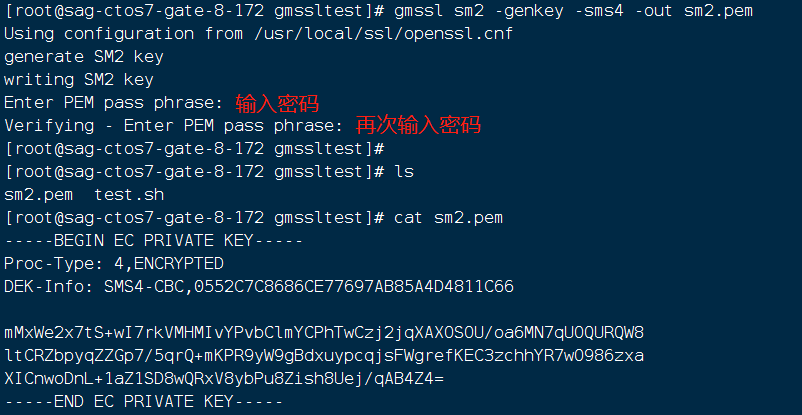 [root@sag-ctos7-gate-8-172 gmssltest]# gmssl sm2 -genkey -sms4 -out sm2.pem
Using configuration from /usr/local/ssl/openssl.cnf
generate SM2 key
writing SM2 key
Enter PEM pass phrase: 输入密码
Verifying - Enter PEM pass phrase: 再次输入密码
[root@sag-ctos7-gate-8-172 gmssltest]#
[root@sag-ctos7-gate-8-172 gmssltest]# ls
sm2.pem  test.sh
[root@sag-ctos7-gate-8-172 gmssltest]# cat sm2.pem
-----BEGIN EC PRIVATE KEY-----
Proc-Type: 4,ENCRYPTED
DEK-Info: SMS4-CBC,0552C7C8686CE77697AB85A4D4811C66
mMxWe2x7tS+wI7rkVMHMIvYPvbClmYCPhTwCzj2jqXAXOSOU/oa6MN7qUOQURQW8
ltCRZbpyqZZGp7/5qrQ+mKPR9yW9gBdxuypcqjsFWgrefKEC3zchhYR7wO986zxa
XICnwoDnL+1aZ1SD8wQRxV8ybPu8Zish8Uej/qAB4Z4=
-----END EC PRIVATE KEY-----